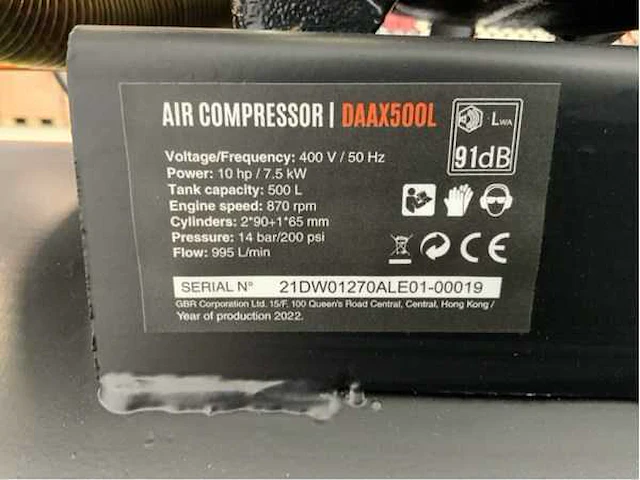 AIR COMPRESSOR | DAAX500L
LWA
91dB
Voltage/Frequency: 400 V / 50 Hz
Power: 10 hp / 7.5 kW
Tank capacity: 500 L
Engine speed: 870 rpm
Cylinders: 2*90+1*65 mm
Pressure: 14 bar/200 psi
Flow: 995 L/min
CE
SERIAL N° 21DW01270ALE01-00019
GBR Corporation Ltd. 15/F, 100 Queen's Road Central, Central, Hong Kong /
Year of production 2022.